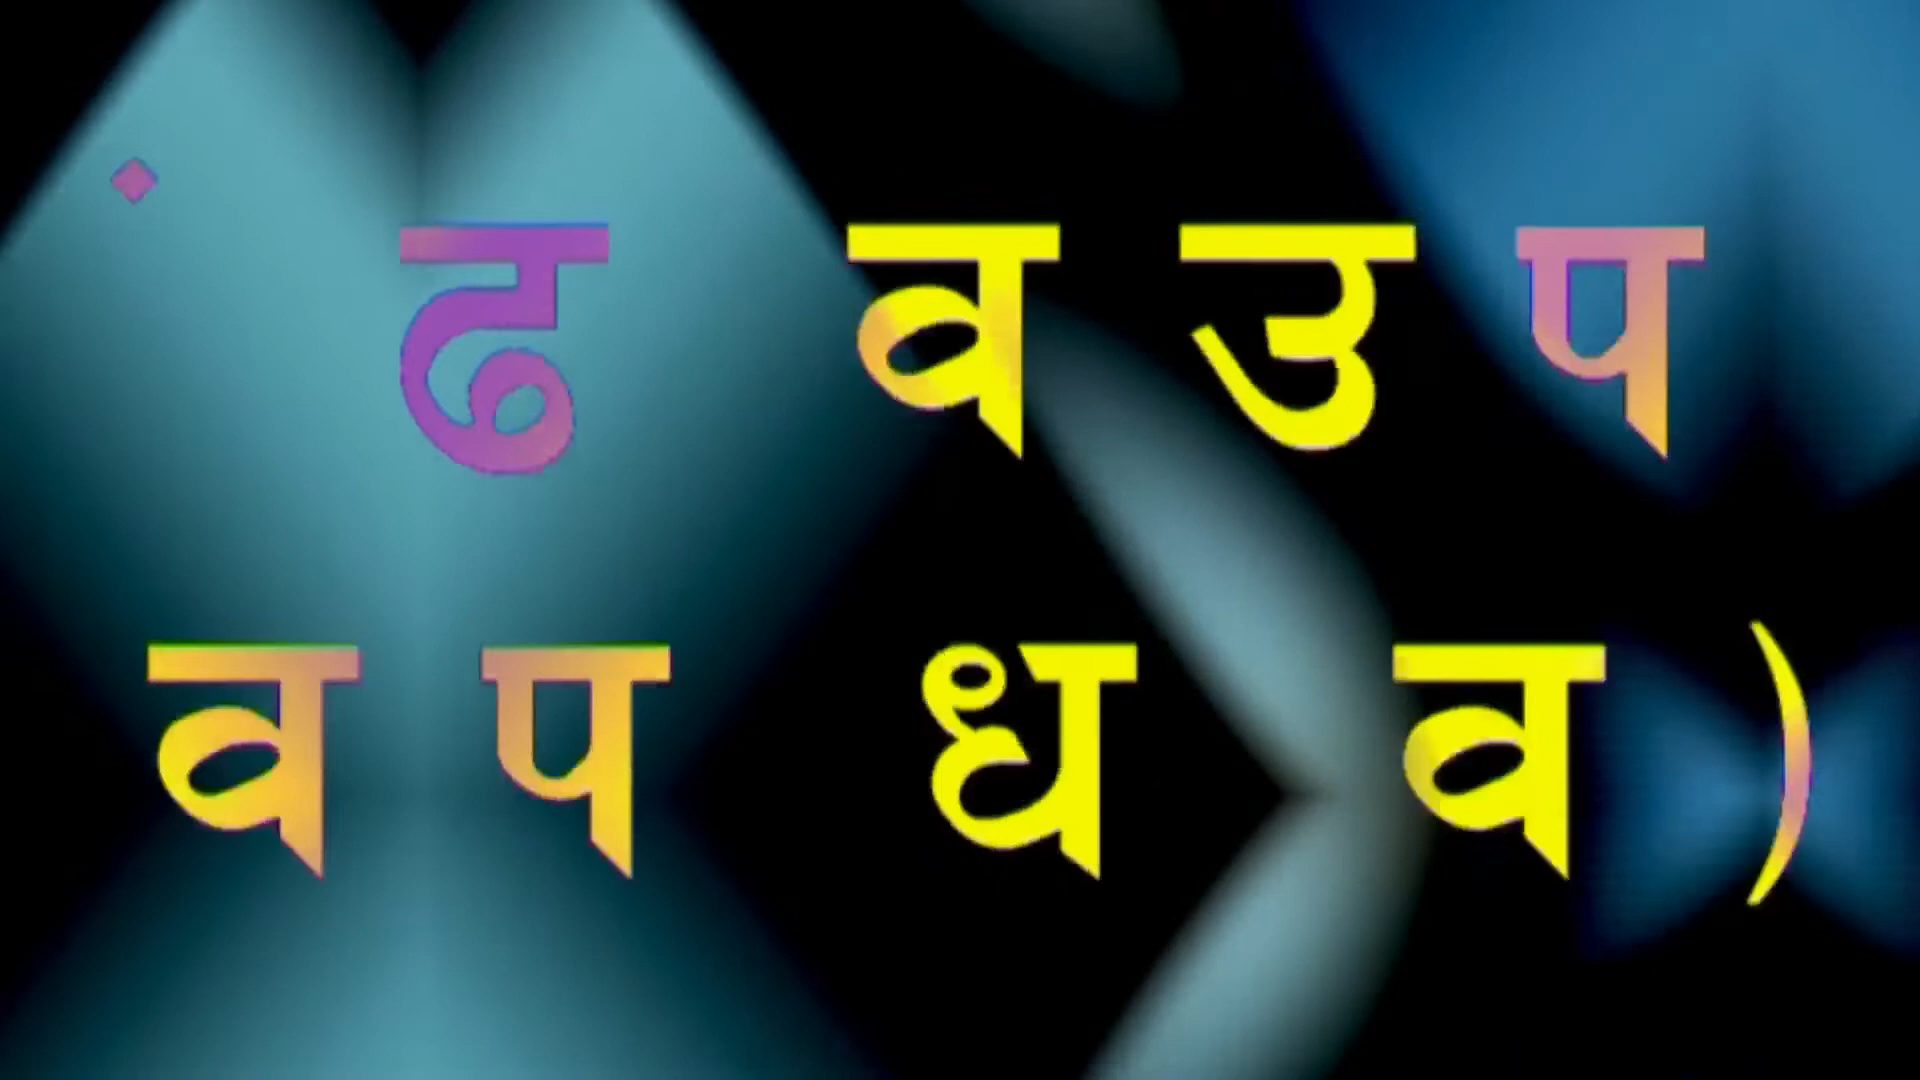 ं ढ व उ प
व प ध व )